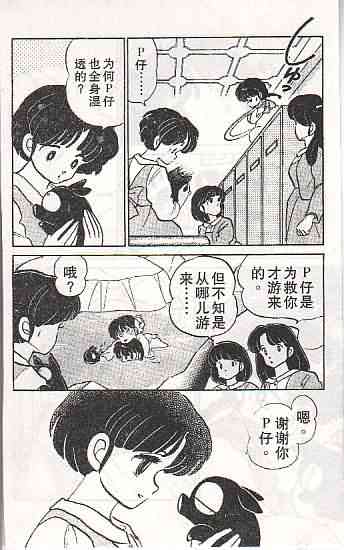 P仔……
为何P仔
也全身湿
透的?
P仔是
为救你
才游来
的。
但不知是
从哪儿游
来……
哦?
嗯。
谢谢你
P仔。